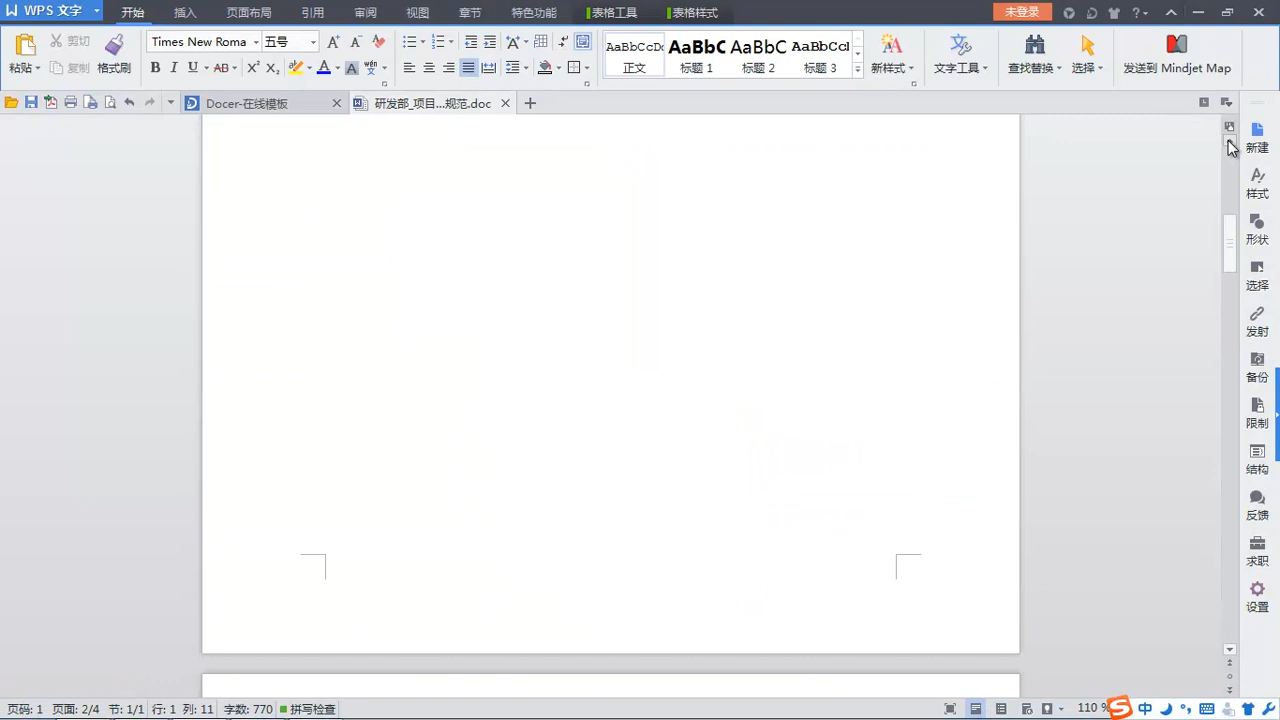 WPS 文字 开始 插入 页面布局 引用 审阅 视图 章节 特色功能 表格工具 表格样式 未登录
粘贴 剪切 复制 格式刷 Times New Roma 五号
B I U AB X² X₂ A A
AaBbCcDc AaBbC AaBbC AaBbCcI
正文 标题 1 标题 2 标题 3 新样式 文字工具 查找替换 选择 发送到 Mindjet Map
Docer-在线模板 研发部_项目...规范.doc
新建
样式
形状
选择
发射
备份
限制
结构
反馈
求职
设置
页码: 1 页面: 2/4 节: 1/1 行: 1 列: 11 字数: 770 拼写检查 110 % 中